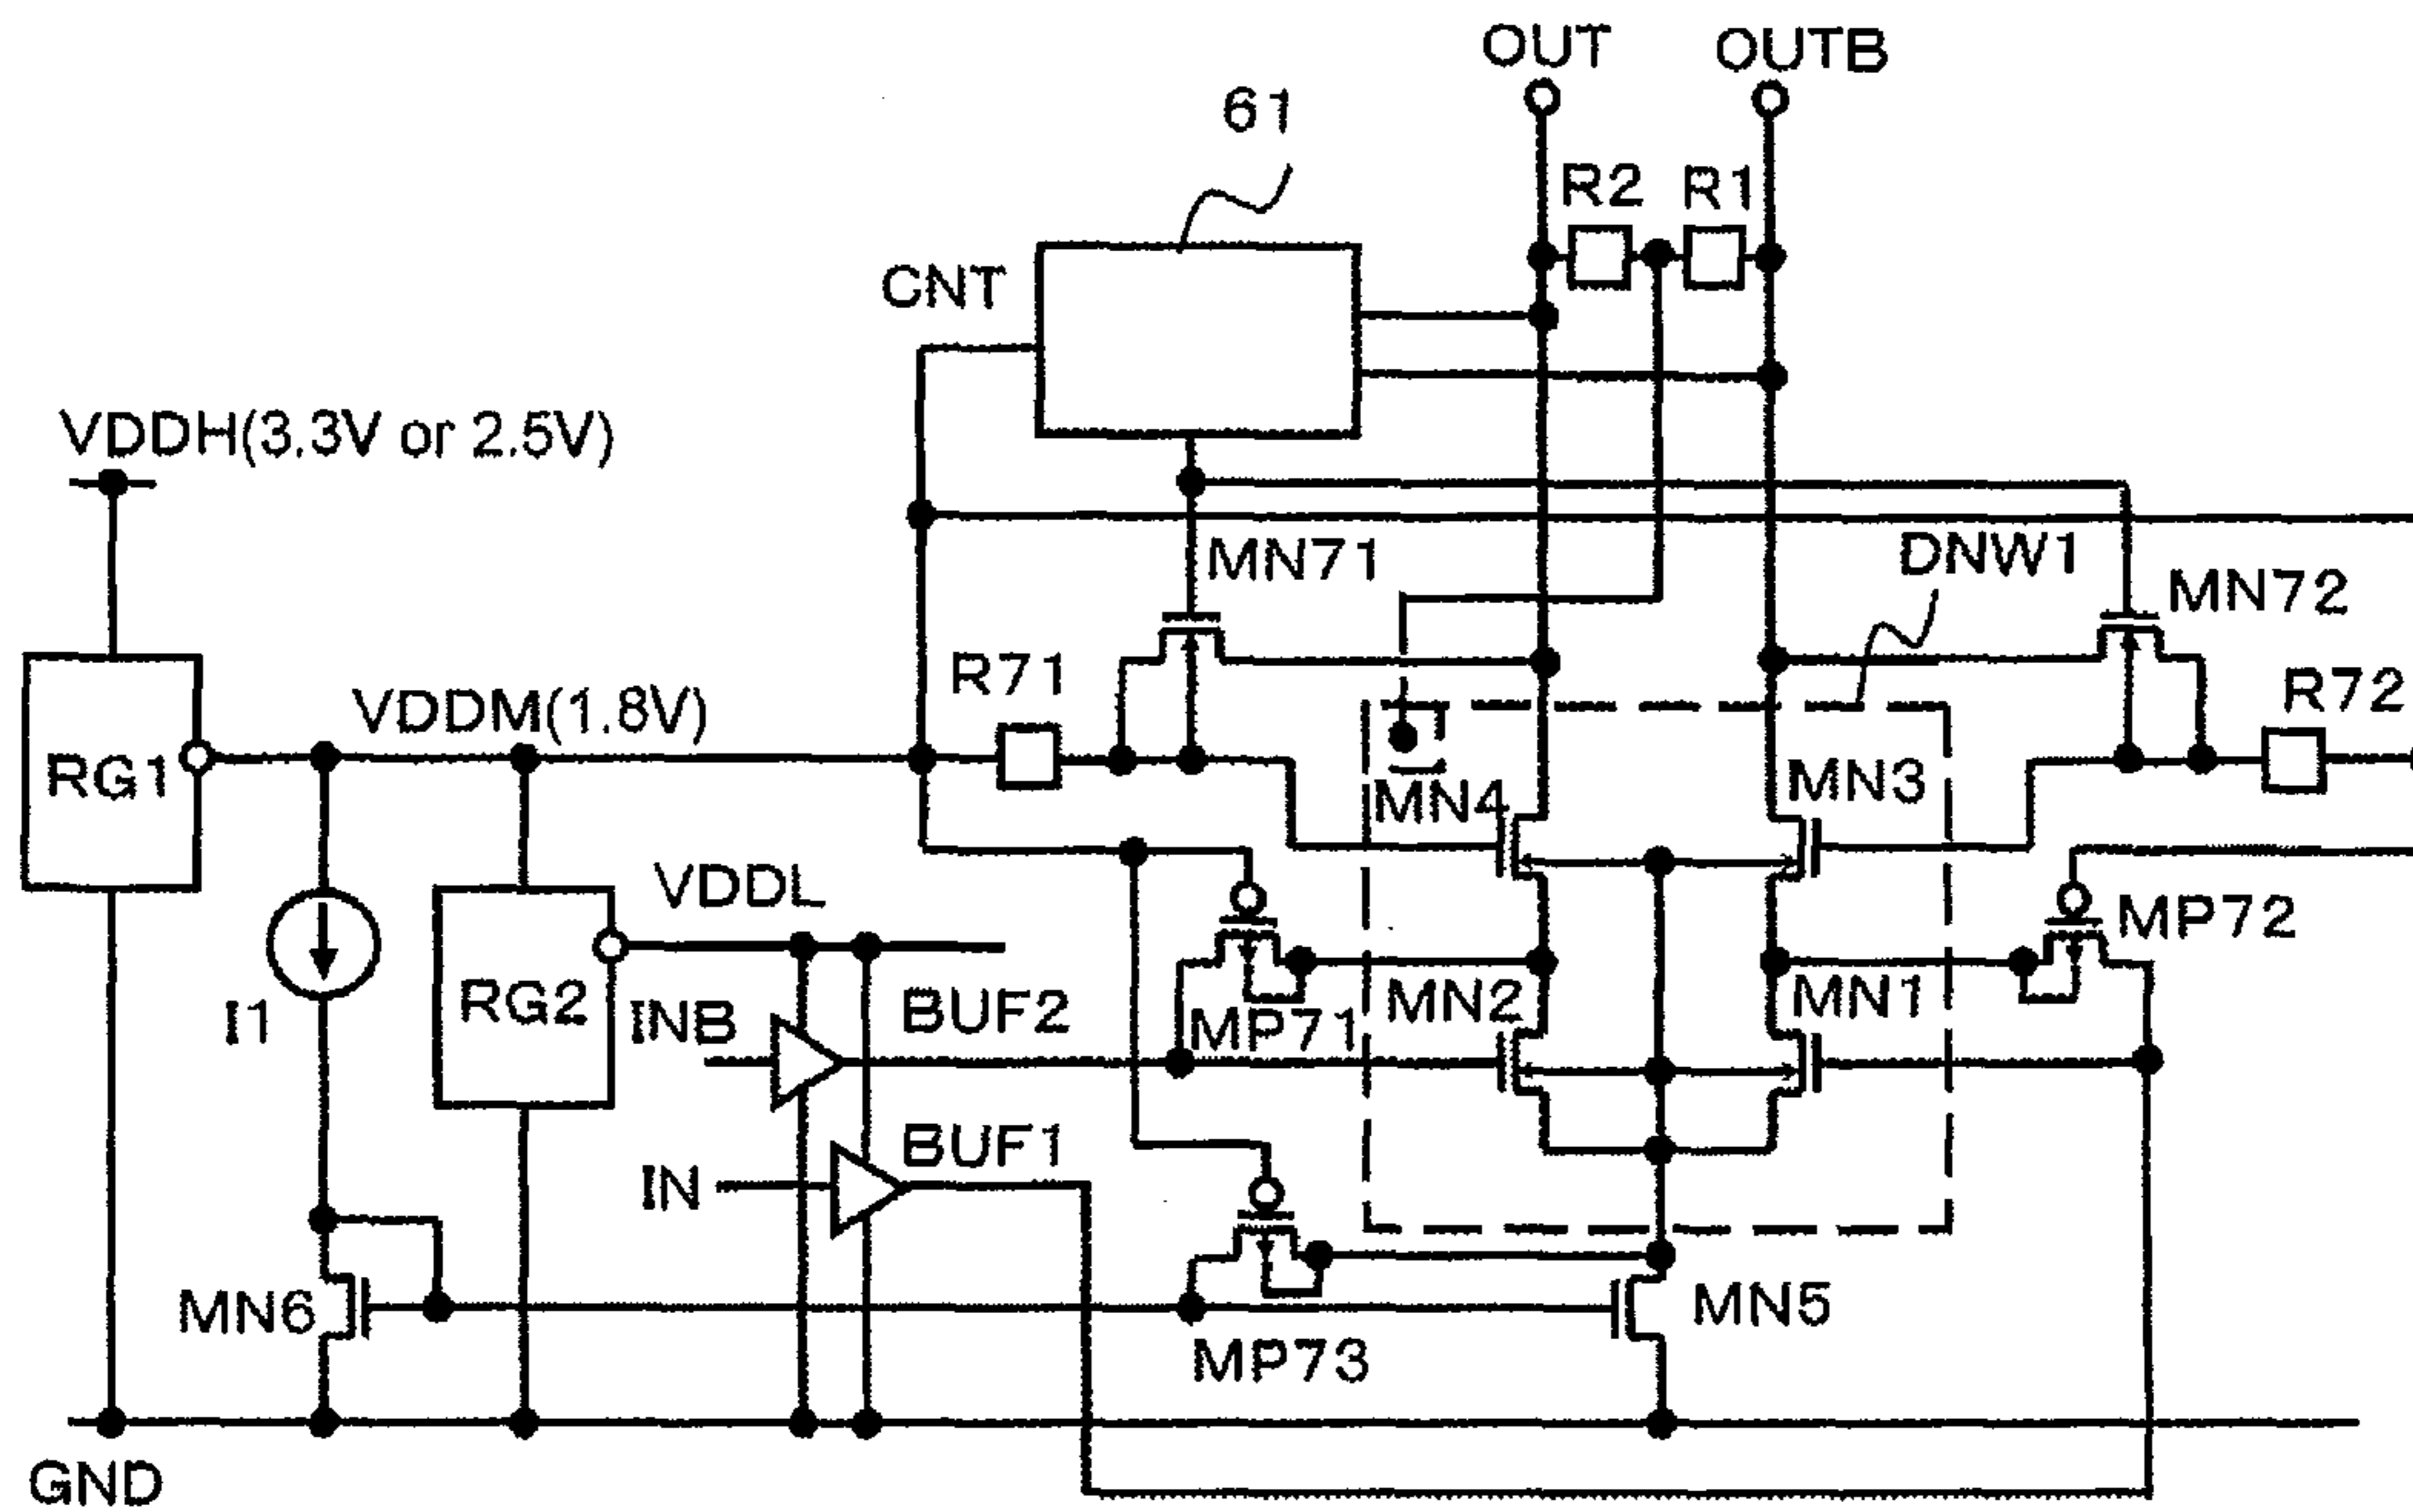 OUT
OUTB
61
R2
R1
CNT
VDDH(3.3V or 2.5V)
MN71
DNW1
MN72
R71
R72
VDDM(1.8V)
RG1
MN4
MN3
VDDL
MP72
I1
RG2
INB
BUF2
MP71
MN2
MN1
BUF1
IN
MN6
MN5
MP73
GND